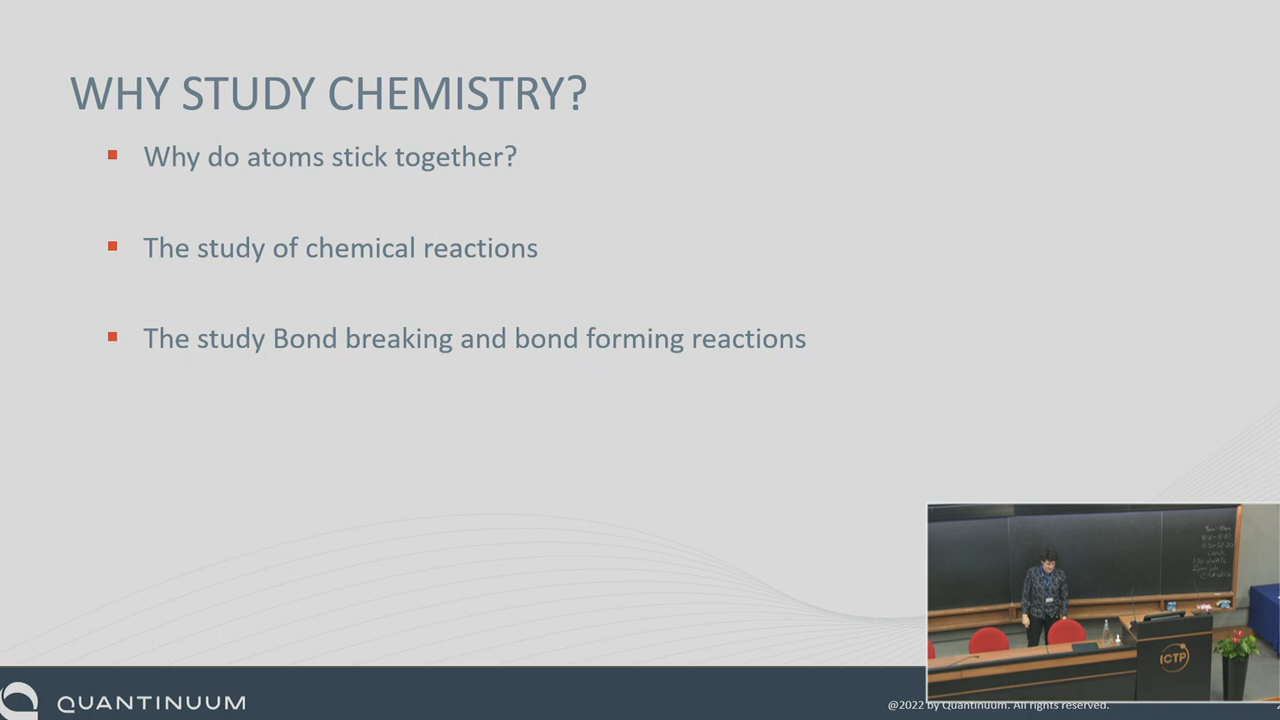 WHY STUDY CHEMISTRY?
Why do atoms stick together?
The study of chemical reactions
The study Bond breaking and bond forming reactions
ICTP
QUANTINUUM
@2022 by Quantinuum. All rights reserved.